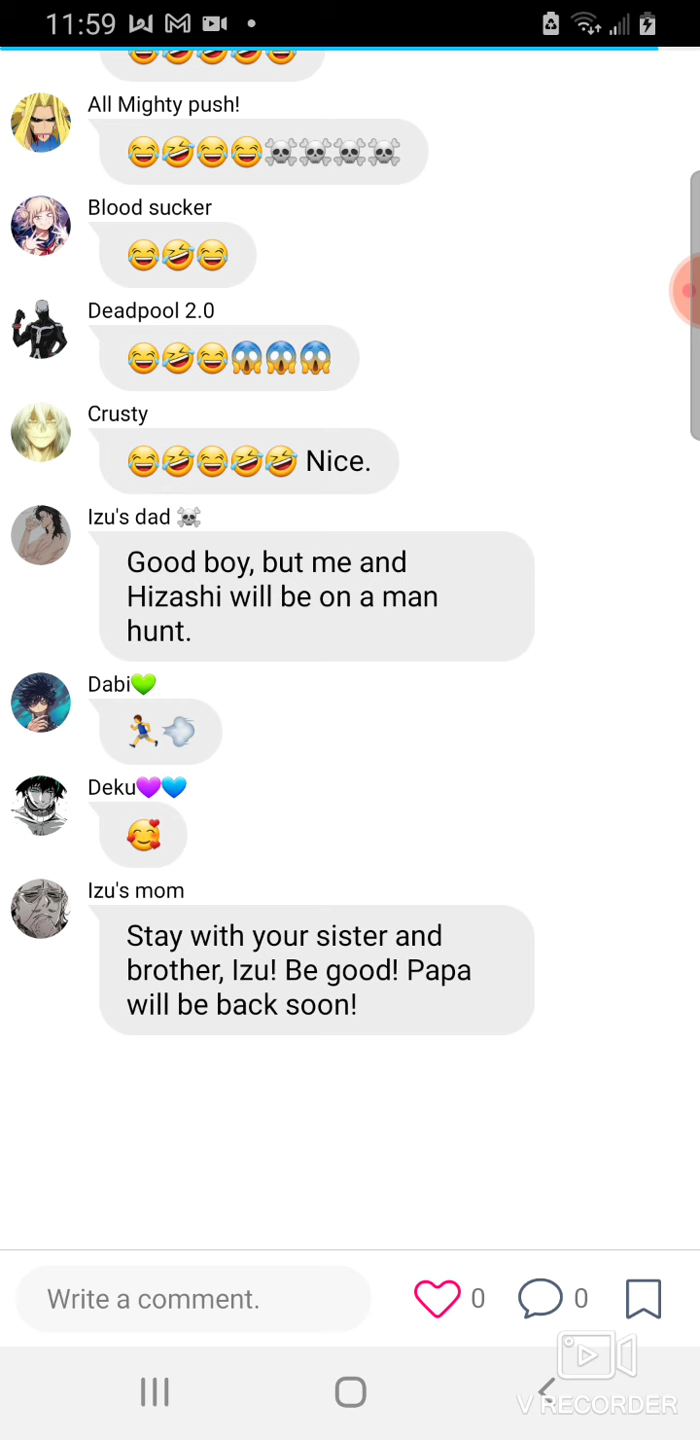 11:59
😂🤣😂🤣😂
All Mighty push!
😂🤣😂😂☠☠☠☠
Blood sucker
😂🤣😂
Deadpool 2.0
😂🤣😂😱😱😱
Crusty
😂🤣😂🤣🤣 Nice.
Izu's dad ☠
Good boy, but me and
Hizashi will be on a man
hunt.
Dabi💚
🏃💨
Deku💜💙
🥰
Izu's mom
Stay with your sister and
brother, Izu! Be good! Papa
will be back soon!
Write a comment.
0
0
V RECORDER